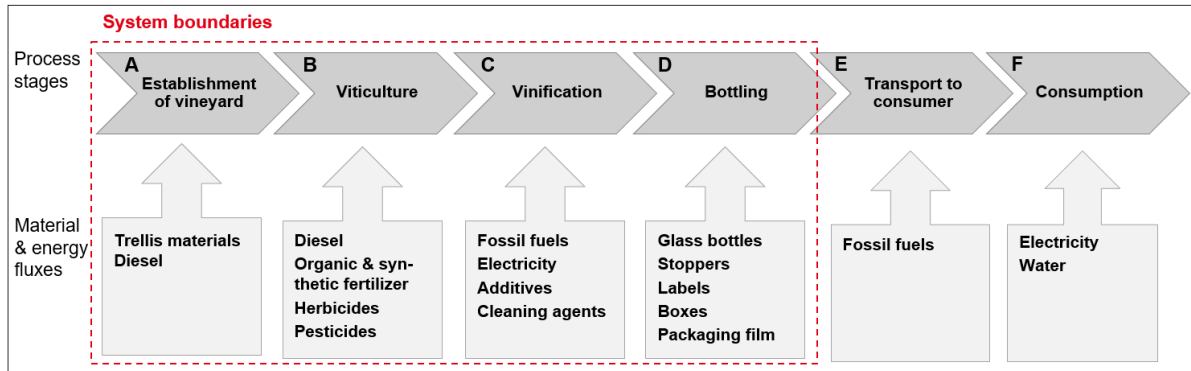 System boundaries
Process
stages
A
Establishment
of vineyard
B
Viticulture
C
Vinification
D
Bottling
E
Transport to
consumer
F
Consumption
Material
& energy
fluxes
Trellis materials
Diesel
Diesel
Organic & syn-
thetic fertilizer
Herbicides
Pesticides
Fossil fuels
Electricity
Additives
Cleaning agents
Glass bottles
Stoppers
Labels
Boxes
Packaging film
Fossil fuels
Electricity
Water